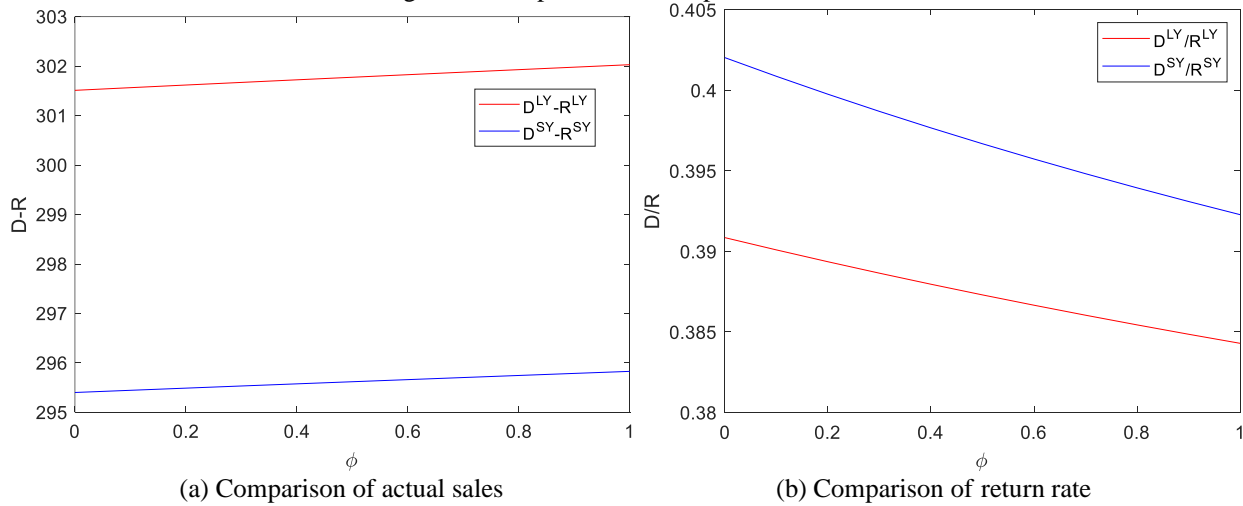 303
302
301
300
299
298
297
296
295
D-R
D^LY-R^LY
D^SY-R^SY
0 0.2 0.4 0.6 0.8 1
ϕ
(a) Comparison of actual sales
0.405
0.4
0.395
0.39
0.385
0.38
D/R
D^LY/R^LY
D^SY/R^SY
0 0.2 0.4 0.6 0.8 1
ϕ
(b) Comparison of return rate